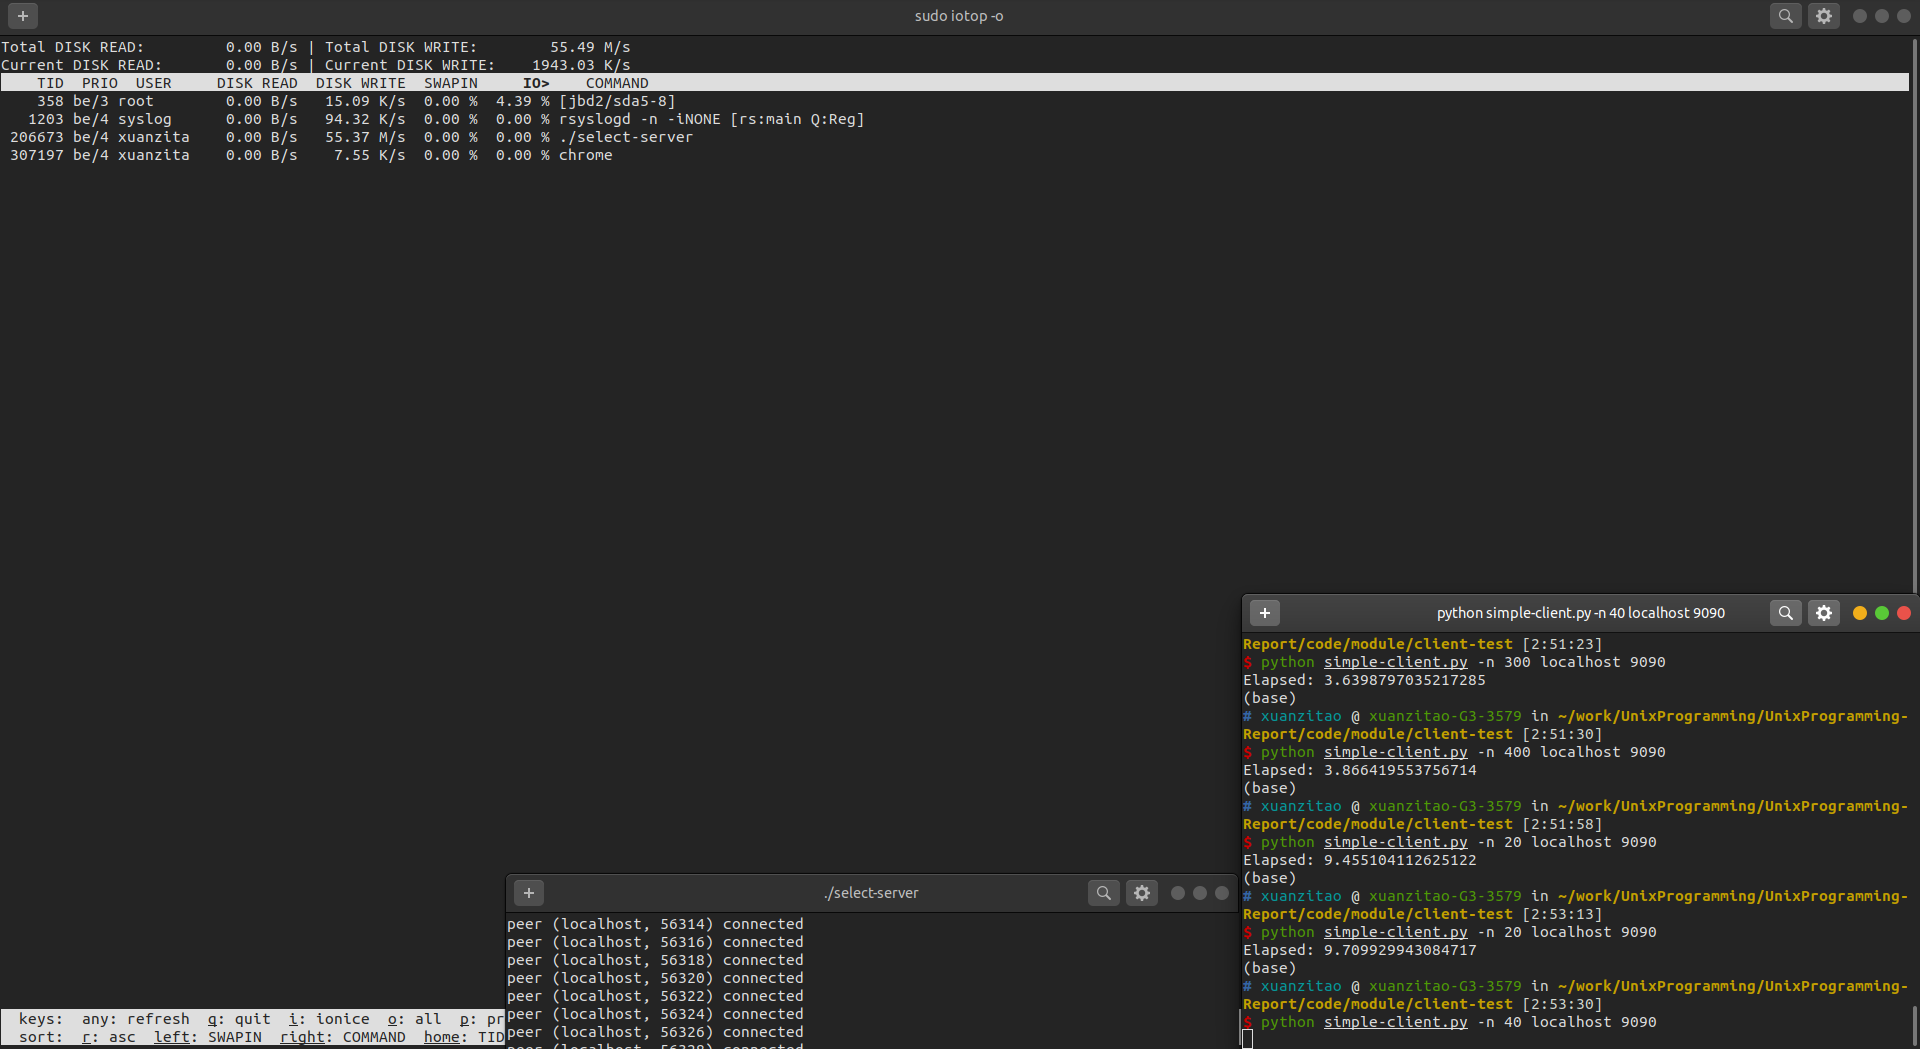 sudo iotop -o
Total DISK READ:         0.00 B/s | Total DISK WRITE:        55.49 M/s
Current DISK READ:       0.00 B/s | Current DISK WRITE:    1943.03 K/s
TID  PRIO  USER     DISK READ  DISK WRITE  SWAPIN     IO>    COMMAND
358 be/3 root        0.00 B/s   15.09 K/s  0.00 %  4.39 % [jbd2/sda5-8]
1203 be/4 syslog      0.00 B/s   94.32 K/s  0.00 %  0.00 % rsyslogd -n -iNONE [rs:main Q:Reg]
206673 be/4 xuanzita    0.00 B/s   55.37 M/s  0.00 %  0.00 % ./select-server
307197 be/4 xuanzita    0.00 B/s    7.55 K/s  0.00 %  0.00 % chrome
keys:  any: refresh  q: quit  i: ionice  o: all  p: pr
sort:  r: asc  left: SWAPIN  right: COMMAND  home: TID
./select-server
peer (localhost, 56314) connected
peer (localhost, 56316) connected
peer (localhost, 56318) connected
peer (localhost, 56320) connected
peer (localhost, 56322) connected
peer (localhost, 56324) connected
peer (localhost, 56326) connected
peer (localhost, 56328) connected
python simple-client.py -n 40 localhost 9090
Report/code/module/client-test [2:51:23]
$ python simple-client.py -n 300 localhost 9090
Elapsed: 3.6398797035217285
(base)
# xuanzitao @ xuanzitao-G3-3579 in ~/work/UnixProgramming/UnixProgramming-
Report/code/module/client-test [2:51:30]
$ python simple-client.py -n 400 localhost 9090
Elapsed: 3.866419553756714
(base)
# xuanzitao @ xuanzitao-G3-3579 in ~/work/UnixProgramming/UnixProgramming-
Report/code/module/client-test [2:51:58]
$ python simple-client.py -n 20 localhost 9090
Elapsed: 9.455104112625122
(base)
# xuanzitao @ xuanzitao-G3-3579 in ~/work/UnixProgramming/UnixProgramming-
Report/code/module/client-test [2:53:13]
$ python simple-client.py -n 20 localhost 9090
Elapsed: 9.709929943084717
(base)
# xuanzitao @ xuanzitao-G3-3579 in ~/work/UnixProgramming/UnixProgramming-
Report/code/module/client-test [2:53:30]
$ python simple-client.py -n 40 localhost 9090